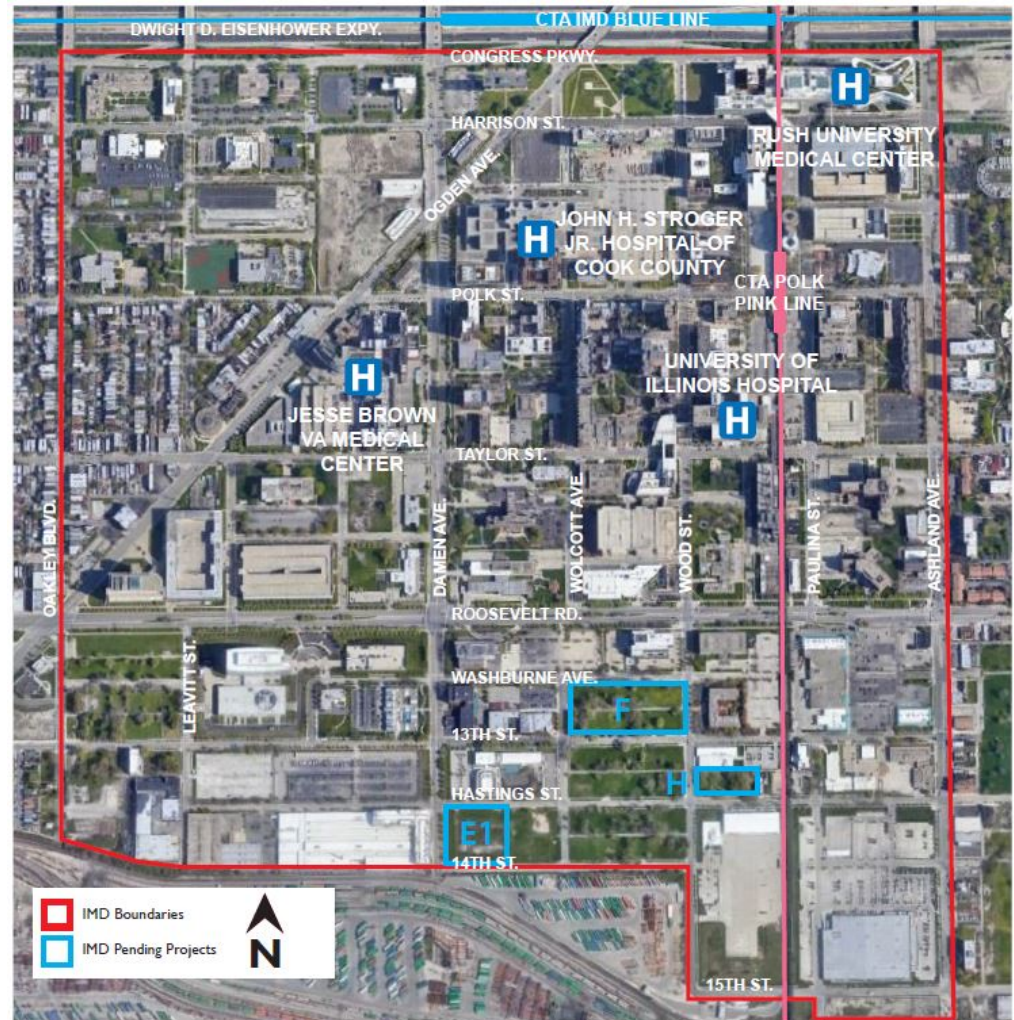 CTA IMD BLUE LINE
DWIGHT D. EISENHOWER EXPY.
CONGRESS PKWY.
H
HARRISON ST.
RUSH UNIVERSITY
MEDICAL CENTER
OGDEN AVE.
H
JOHN H. STROGER
JR. HOSPITAL OF
COOK COUNTY
CTA POLK
PINK LINE
POLK ST.
UNIVERSITY OF
ILLINOIS HOSPITAL
H
H
JESSE BROWN
VA MEDICAL
CENTER
TAYLOR ST.
OAKLEY BLVD.
DAMEN AVE.
WOLCOTT AVE
WOOD ST.
PAULINA ST.
ASHLAND AVE.
ROOSEVELT RD.
LEAVITT ST.
WASHBURNE AVE.
F
13TH ST.
H
HASTINGS ST.
E1
14TH ST.
IMD Boundaries
IMD Pending Projects
N
15TH ST.